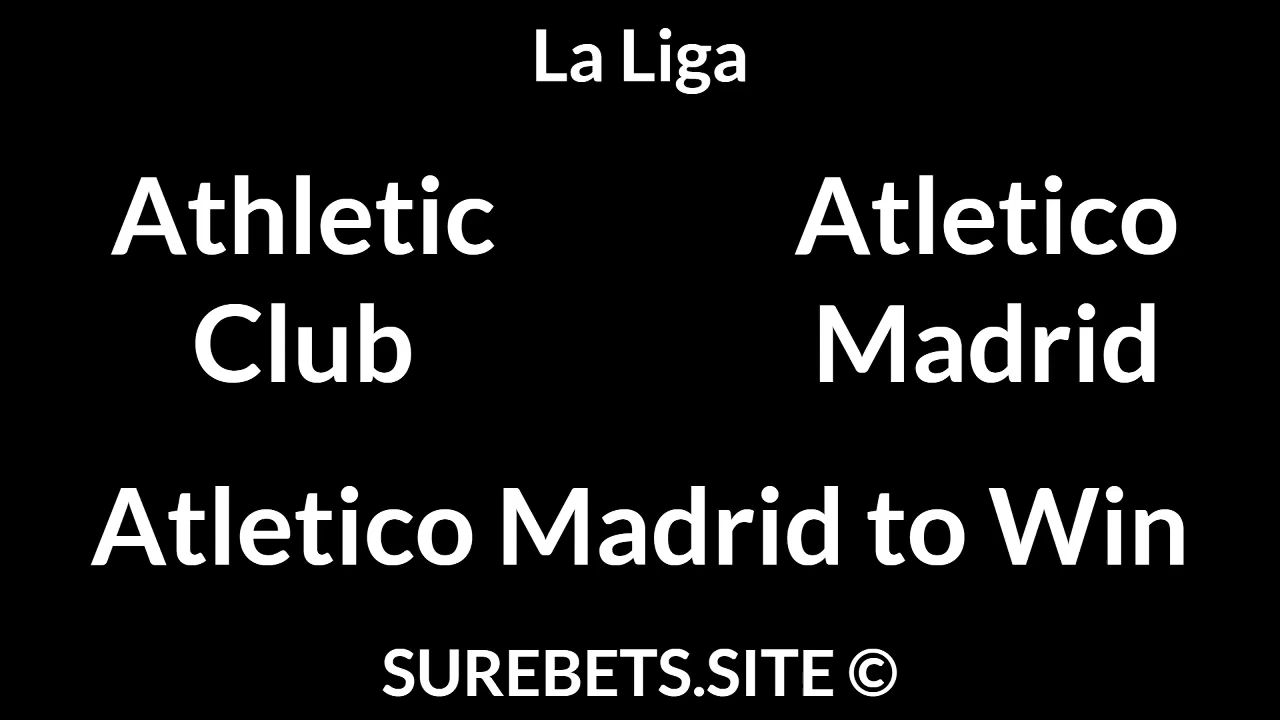 La Liga
Athletic
Club
Atletico
Madrid
Atletico Madrid to Win
SUREBETS.SITE ©